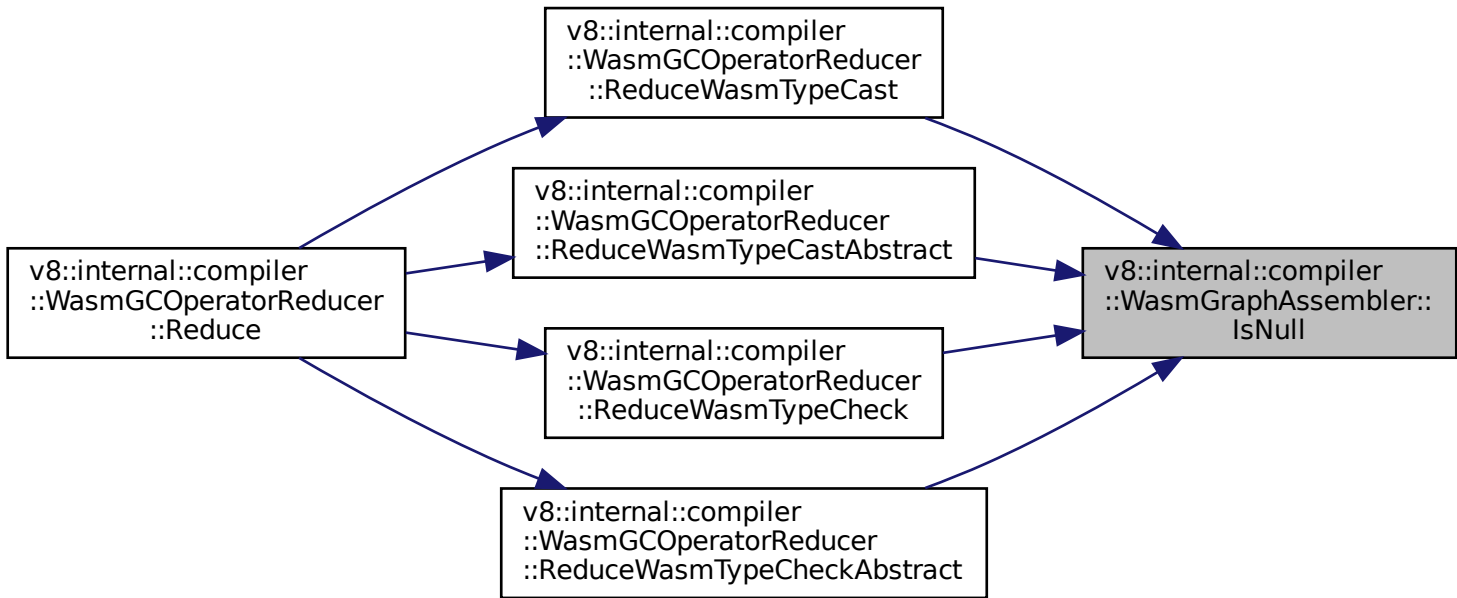 v8::internal::compiler
::WasmGCOperatorReducer
::ReduceWasmTypeCast
v8::internal::compiler
::WasmGCOperatorReducer
::ReduceWasmTypeCastAbstract
v8::internal::compiler
::WasmGCOperatorReducer
::Reduce
v8::internal::compiler
::WasmGraphAssembler::
IsNull
v8::internal::compiler
::WasmGCOperatorReducer
::ReduceWasmTypeCheck
v8::internal::compiler
::WasmGCOperatorReducer
::ReduceWasmTypeCheckAbstract